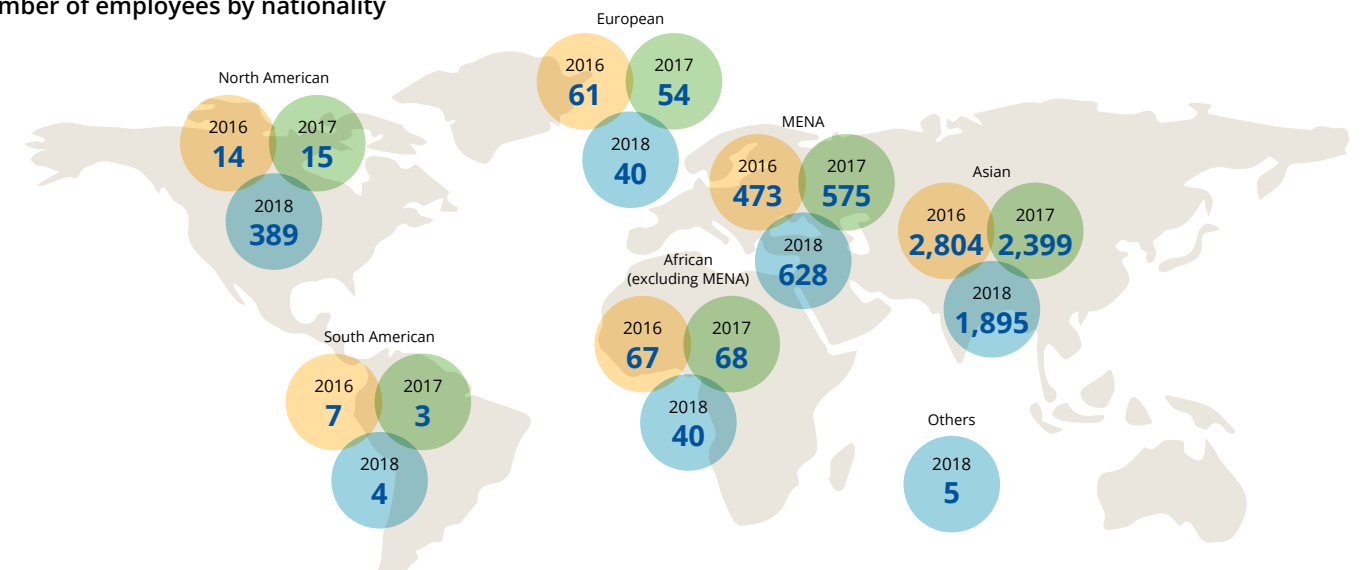 mber of employees by nationality
European
2016 2017
61 54
2018
40
North American
2016 2017
14 15
2018
389
MENA
2016 2017
473 575
2018
628
Asian
2016 2017
2,804 2,399
2018
1,895
African
(excluding MENA)
2016 2017
67 68
2018
40
South American
2016 2017
7 3
2018
4
Others
2018
5